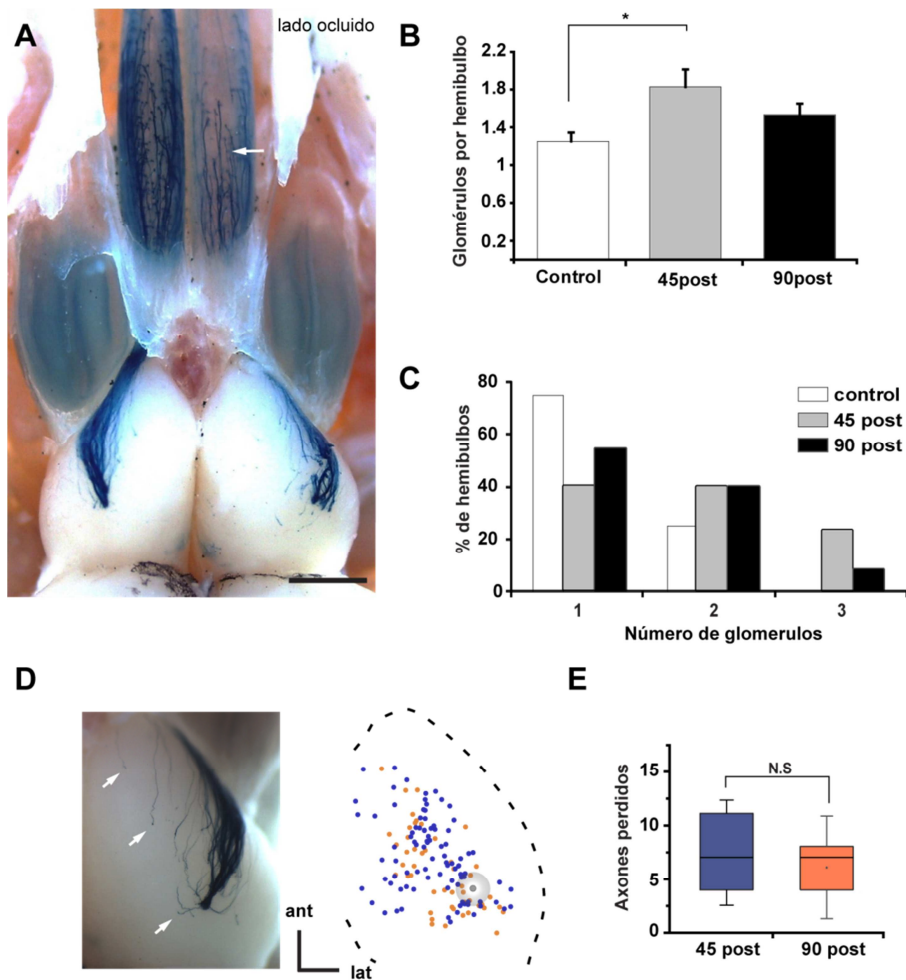 A
lado ocluido
B
Glomérulos por hemibulbo
2.2
1.8
1.4
1
0.6
0.2
*
Control
45post
90post
C
% de hemibulbos
80
60
40
20
0
control
45 post
90 post
1
2
3
Número de glomerulos
D
ant
lat
E
Axones perdidos
15
10
5
0
N.S
45 post
90 post